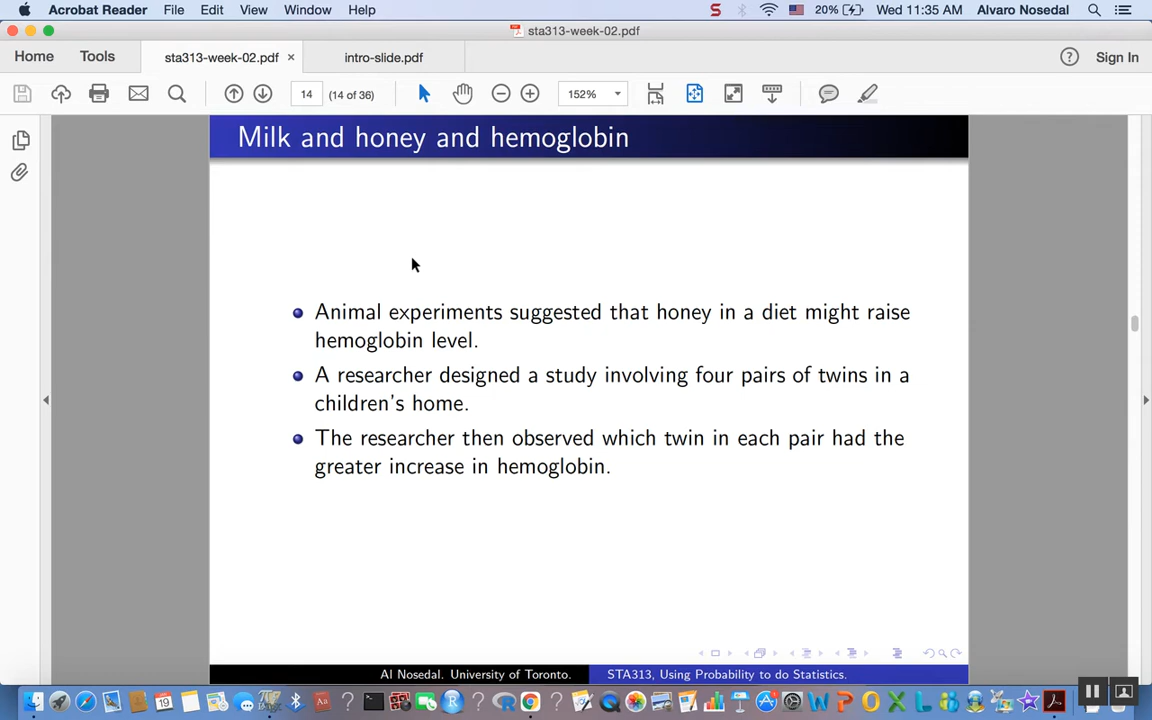 Acrobat Reader File Edit View Window Help 20% Wed 11:35 AM Alvaro Nosedal
sta313-week-02.pdf
Home Tools sta313-week-02.pdf × intro-slide.pdf Sign In
14 (14 of 36) 152%
Milk and honey and hemoglobin
Animal experiments suggested that honey in a diet might raise
hemoglobin level.
A researcher designed a study involving four pairs of twins in a
children's home.
The researcher then observed which twin in each pair had the
greater increase in hemoglobin.
Al Nosedal. University of Toronto. STA313, Using Probability to do Statistics.